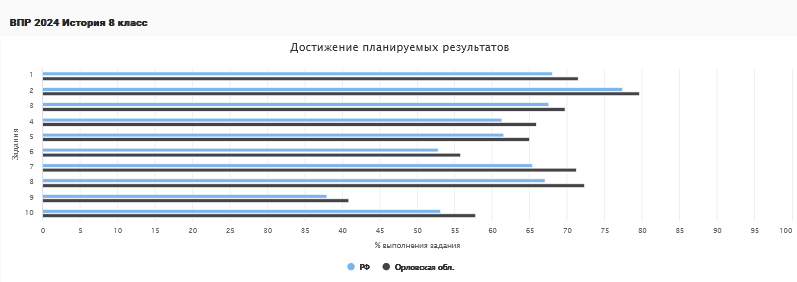 ВПР 2024 История 8 класс
Достижение планируемых результатов
Задания
1
2
3
4
5
6
7
8
9
10
0 5 10 15 20 25 30 35 40 45 50 55 60 65 70 75 80 85 90 95 100
% выполнения задания
РФ Орловская обл.